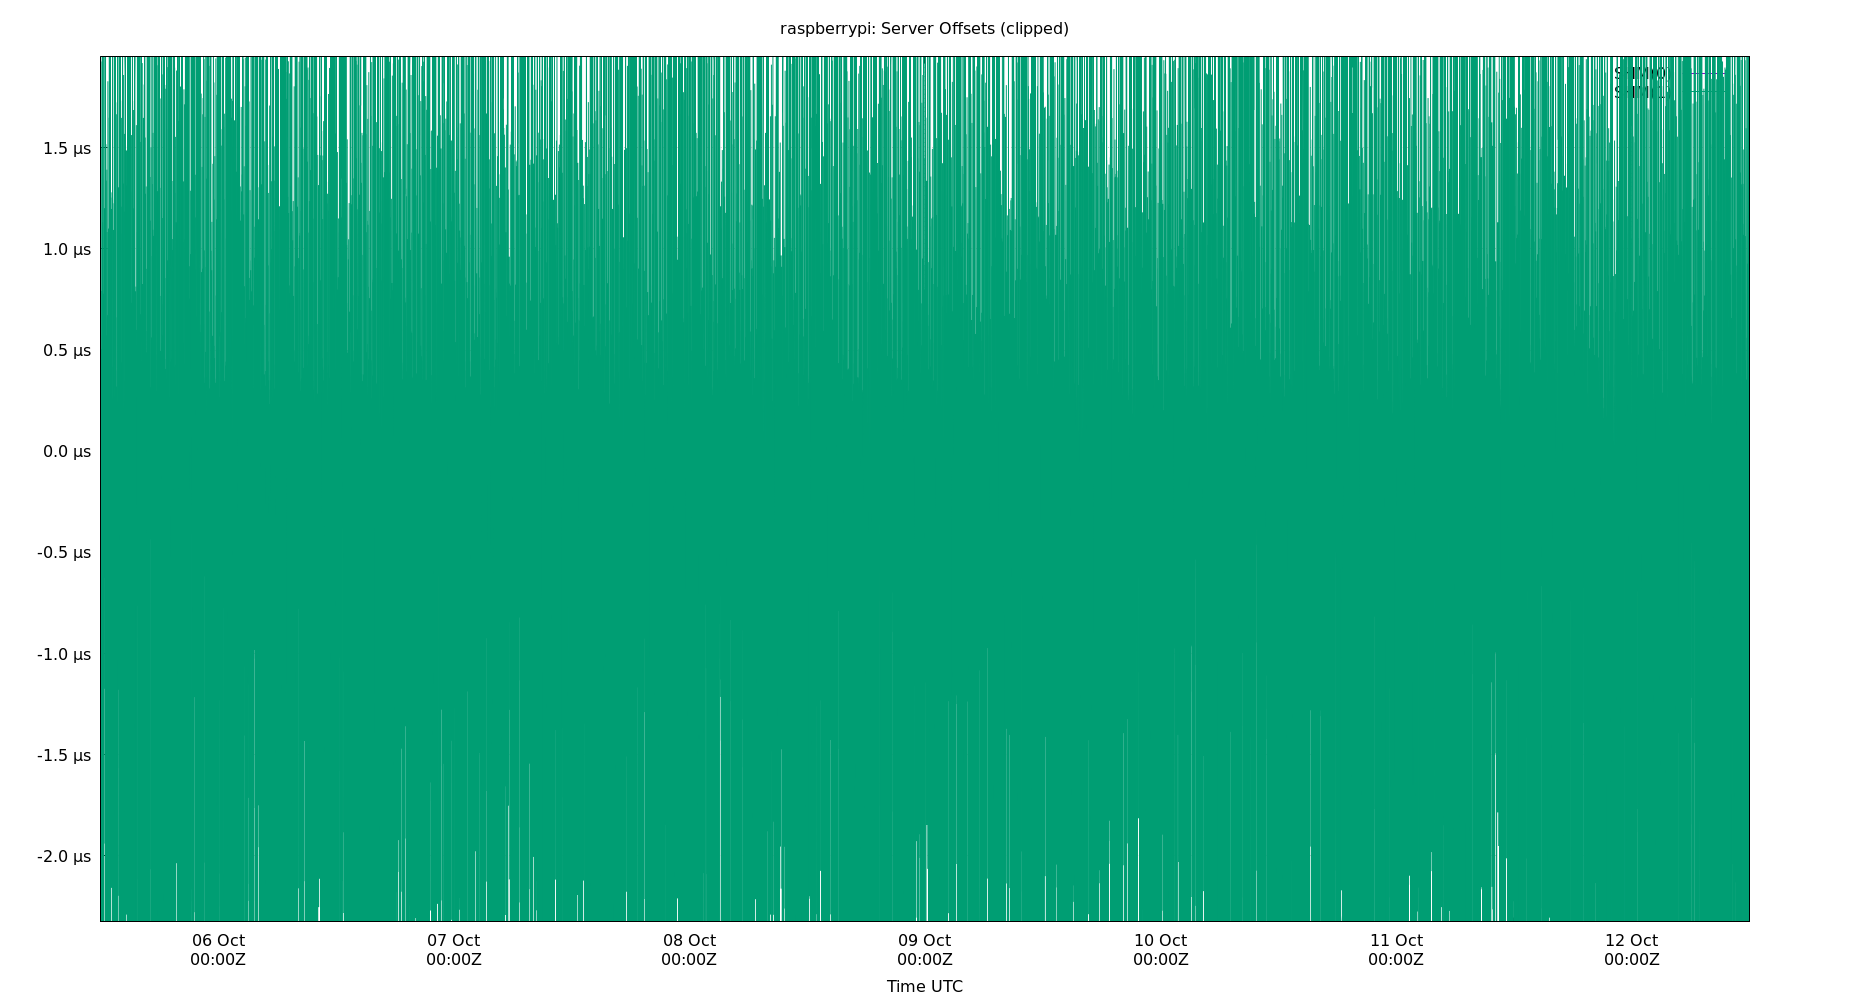 raspberrypi: Server Offsets (clipped)
1.5 µs
1.0 µs
0.5 µs
0.0 µs
-0.5 µs
-1.0 µs
-1.5 µs
-2.0 µs
06 Oct 07 Oct 08 Oct 09 Oct 10 Oct 11 Oct 12 Oct
00:00Z 00:00Z 00:00Z 00:00Z 00:00Z 00:00Z 00:00Z
Time UTC